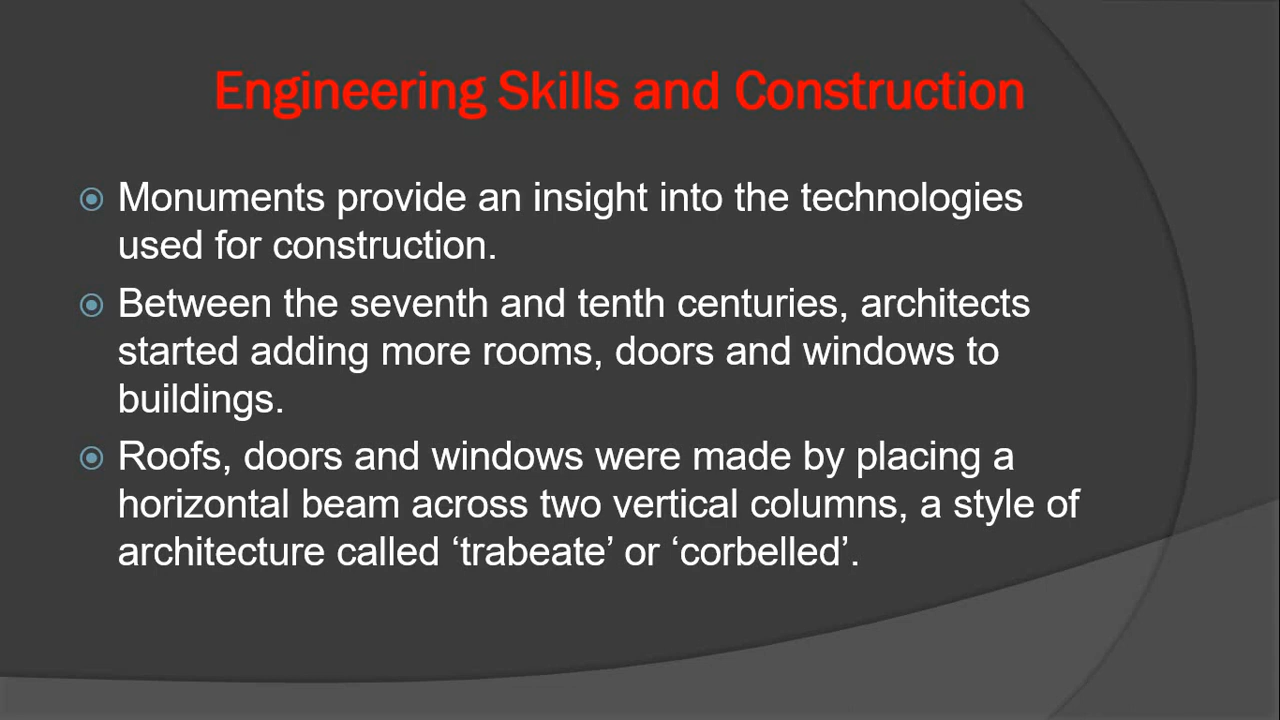 Engineering Skills and Construction
Monuments provide an insight into the technologies
used for construction.
Between the seventh and tenth centuries, architects
started adding more rooms, doors and windows to
buildings.
Roofs, doors and windows were made by placing a
horizontal beam across two vertical columns, a style of
architecture called ‘trabeate’ or ‘corbelled’.